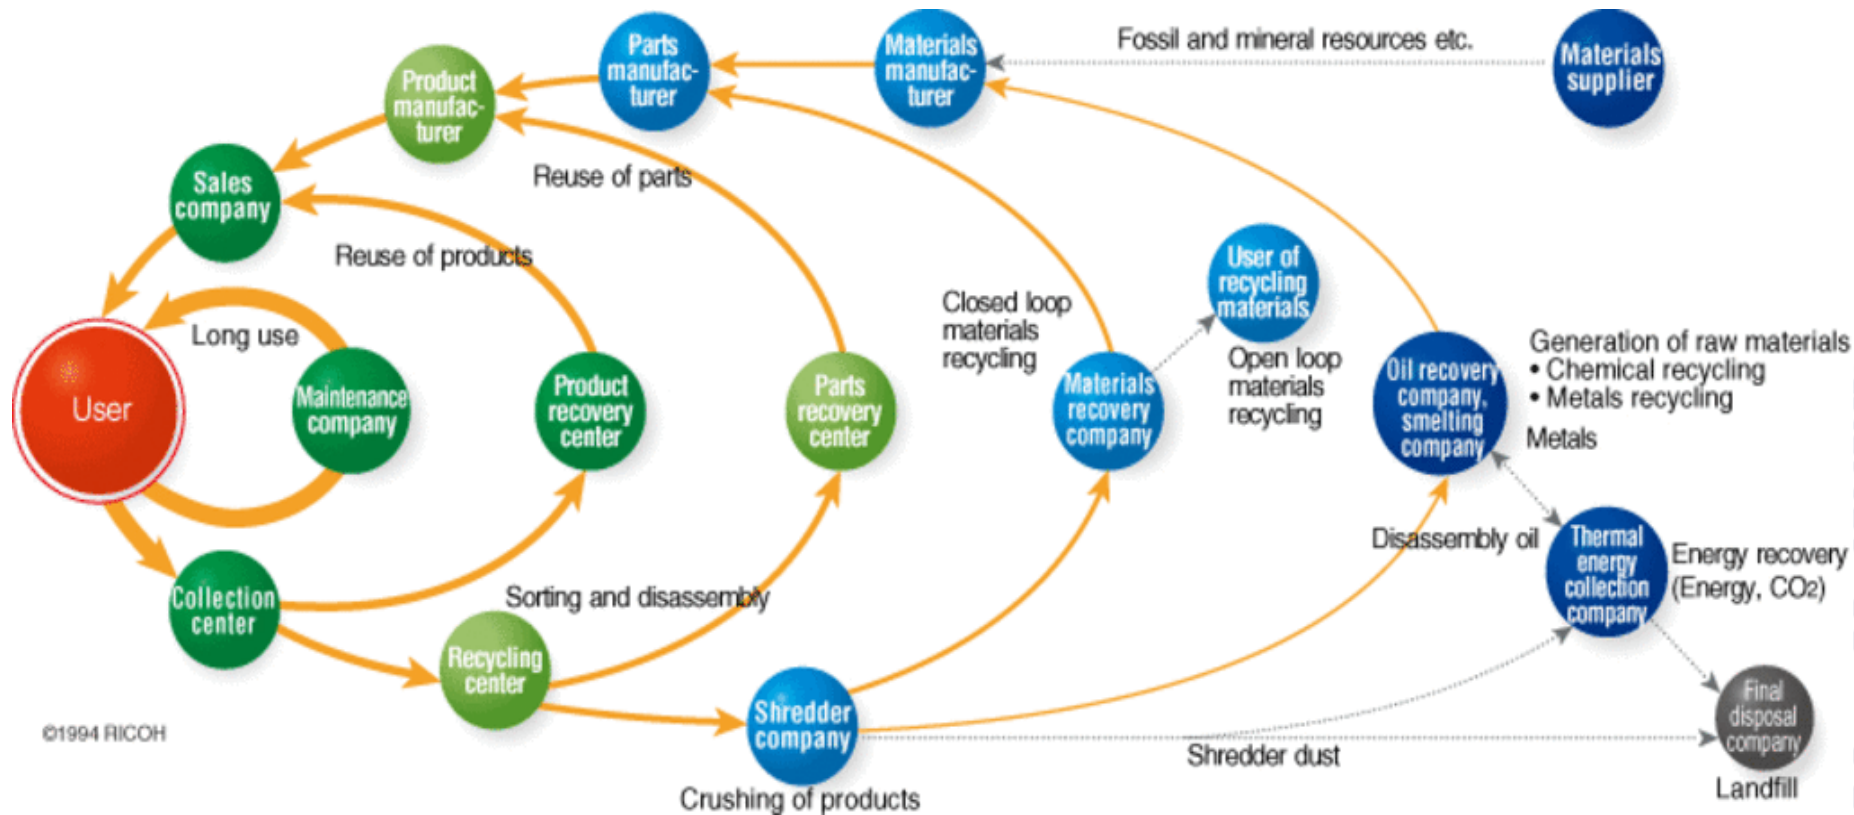 Parts
manufac-
turer
Materials
manufac-
turer
Fossil and mineral resources etc.
Materials
supplier
Product
manufac-
turer
Reuse of parts
Sales
company
Reuse of products
User of
recycling
materials
Closed loop
materials
recycling
Open loop
materials
recycling
Long use
Generation of raw materials
• Chemical recycling
• Metals recycling
Metals
User
Maintenance
company
Product
recovery
center
Parts
recovery
center
Materials
recovery
company
Oil recovery
company,
smelting
company
Disassembly oil
Thermal
energy
collection
company
Energy recovery
(Energy, CO2)
Collection
center
Sorting and disassembly
Recycling
center
Shredder
company
Crushing of products
Shredder dust
Final
disposal
company
Landfill
©1994 RICOH